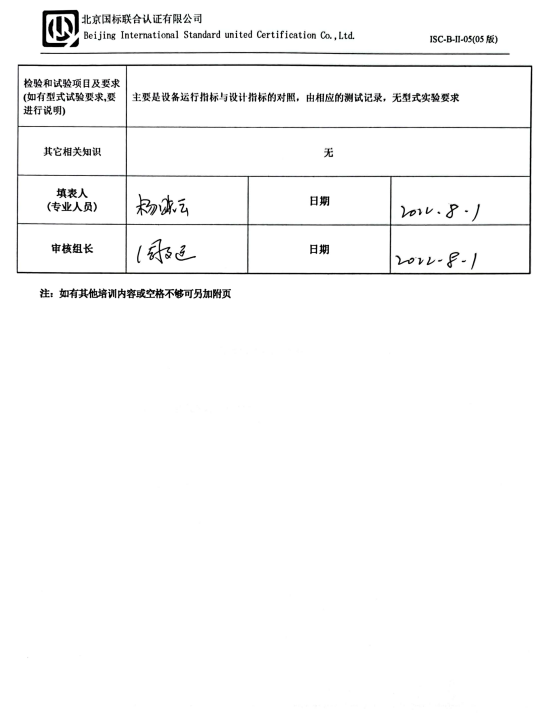 北京国标联合认证有限公司
Beijing International Standard united Certification Co.,Ltd.
ISC-B-II-05(05 版)
检验和试验项目及要求
(如有型式试验要求,要
进行说明)
主要是设备运行指标与设计指标的对照，由相应的测试记录，无型式实验要求
其它相关知识
无
填表人
(专业人员)
日期
2022.8.1
审核组长
日期
2022-8-1
注：如有其他培训内容或空格不够可另加附页